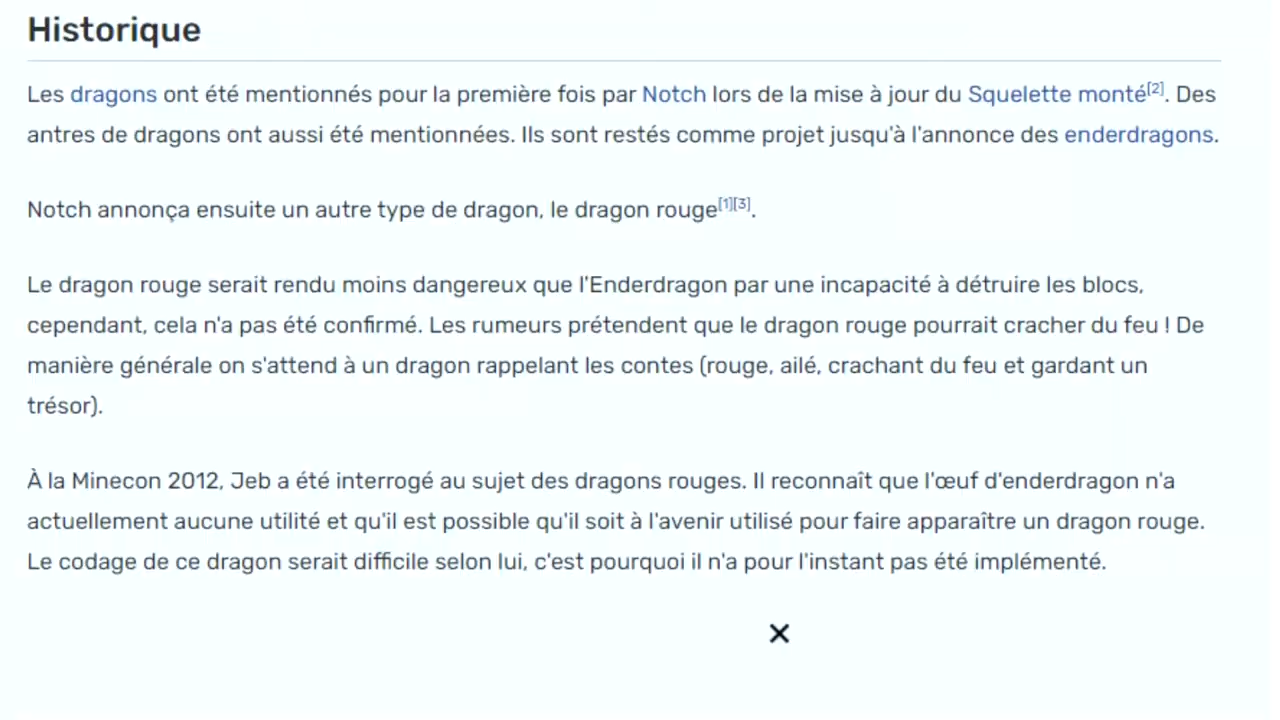 Historique
Les dragons ont été mentionnés pour la première fois par Notch lors de la mise à jour du Squelette monté[2]. Des
antres de dragons ont aussi été mentionnées. Ils sont restés comme projet jusqu'à l'annonce des enderdragons.
Notch annonça ensuite un autre type de dragon, le dragon rouge[1][3].
Le dragon rouge serait rendu moins dangereux que l'Enderdragon par une incapacité à détruire les blocs,
cependant, cela n'a pas été confirmé. Les rumeurs prétendent que le dragon rouge pourrait cracher du feu ! De
manière générale on s'attend à un dragon rappelant les contes (rouge, ailé, crachant du feu et gardant un
trésor).
À la Minecon 2012, Jeb a été interrogé au sujet des dragons rouges. Il reconnaît que l'œuf d'enderdragon n'a
actuellement aucune utilité et qu'il est possible qu'il soit à l'avenir utilisé pour faire apparaître un dragon rouge.
Le codage de ce dragon serait difficile selon lui, c'est pourquoi il n'a pour l'instant pas été implémenté.